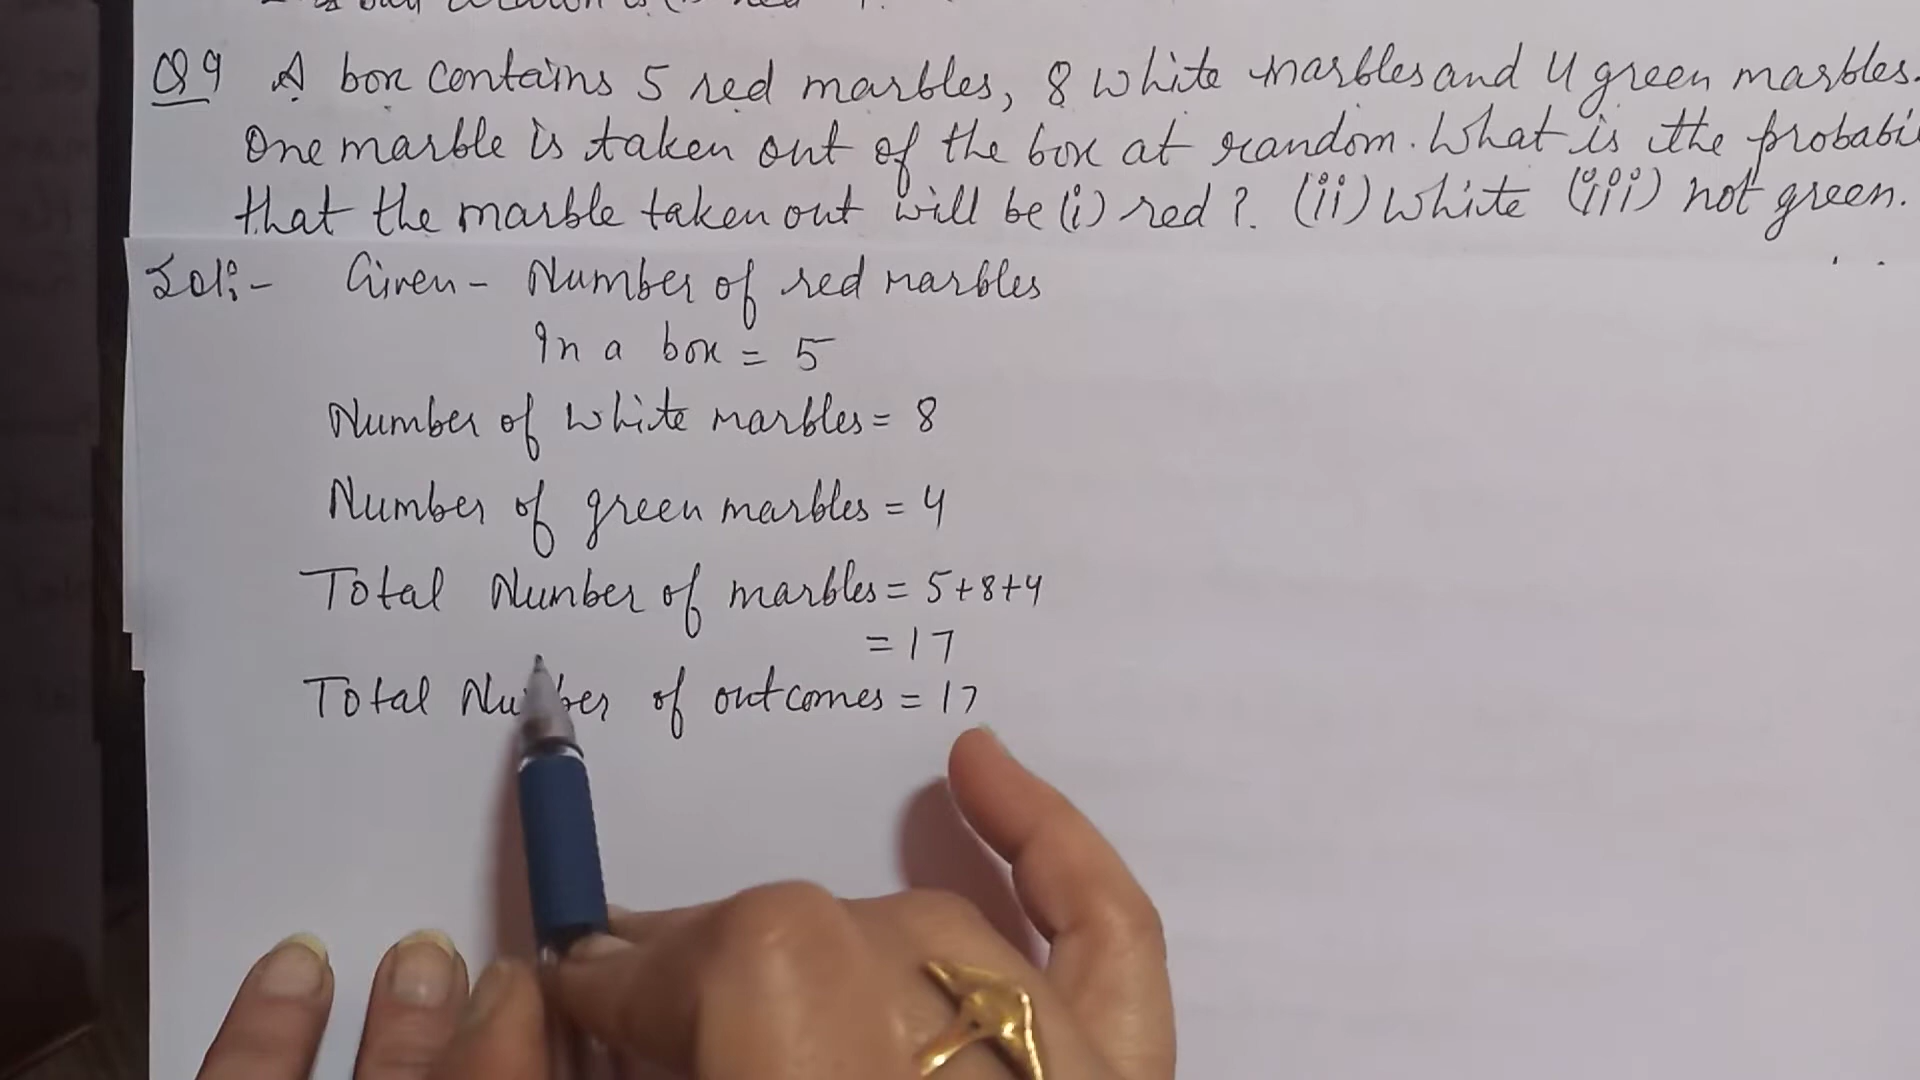 Q9 A box contains 5 red marbles, 8 white marbles and 4 green marbles.
One marble is taken out of the box at random. What is the probabi
that the marble taken out will be (i) red ?. (ii) White (iii) not green.
Sol:- Given - Number of red marbles
In a box = 5
Number of white marbles = 8
Number of green marbles = 4
Total Number of marbles = 5+8+4
= 17
Total Number of outcomes = 17